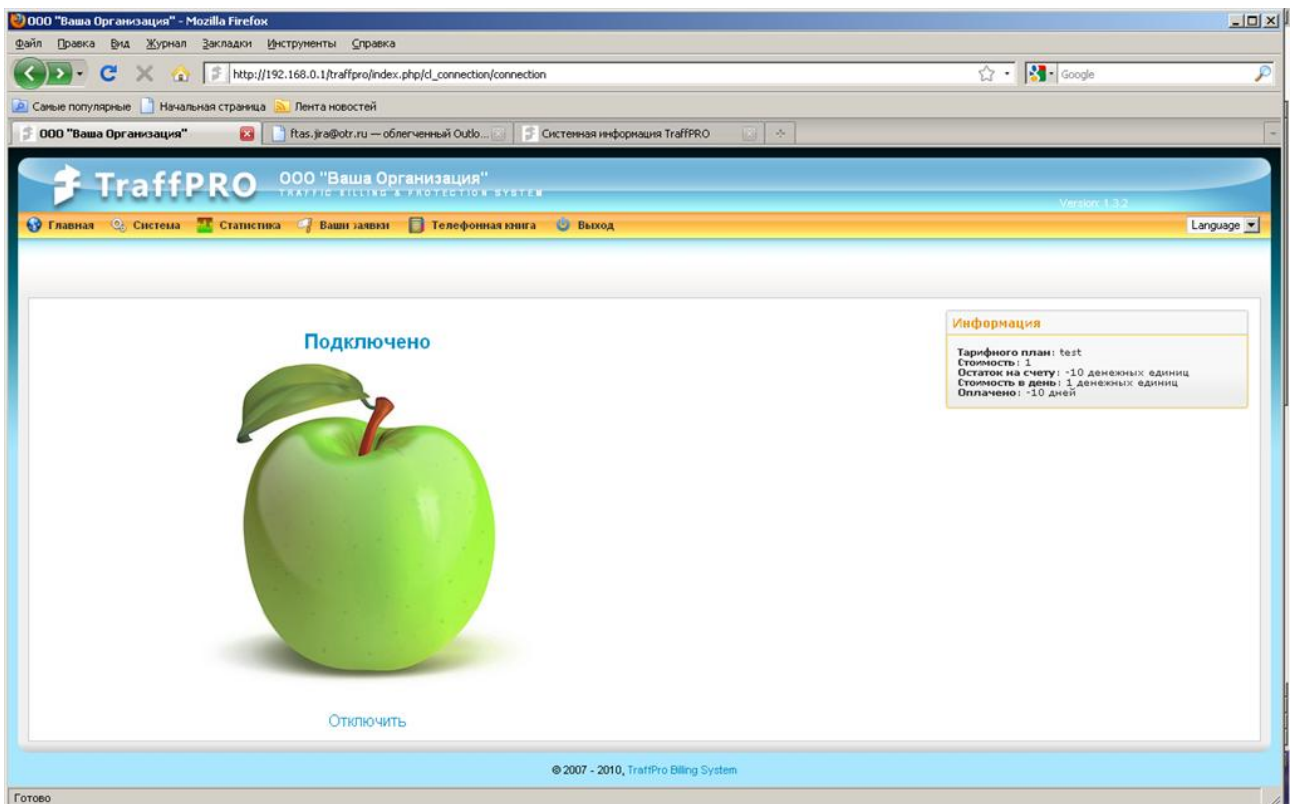 ООО "Ваша Организация" - Mozilla Firefox
Файл Правка Вид Журнал Закладки Инструменты Справка
http://192.168.0.1/traffpro/index.php/cl_connection/connection
Google
Самые популярные Начальная страница Лента новостей
ООО "Ваша Организация" ftas.jira@otr.ru — облегченный Outlo... Системная информация TraffPRO
TraffPRO ООО "Ваша Организация"
TRAFFIC BILLING & PROTECTION SYSTEM
Version: 1.3.2
Главная Система Статистика Ваши заявки Телефонная книга Выход Language
Подключено
Информация
Тарифного план: test
Стоимость: 1
Остаток на счету: -10 денежных единиц
Стоимость в день: 1 денежных единиц
Оплачено: -10 дней
Отключить
© 2007 - 2010, TraffPro Billing System
Готово